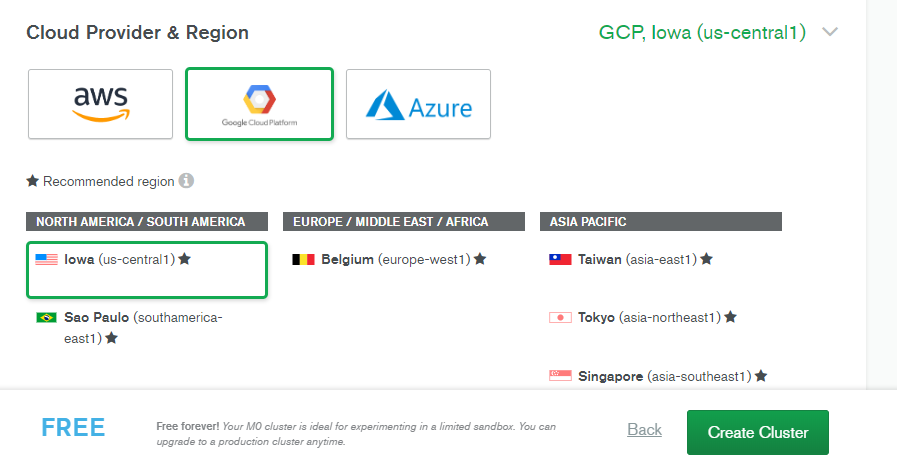 Cloud Provider & Region
GCP, Iowa (us-central1)
aws
Google Cloud Platform
Azure
Recommended region
NORTH AMERICA / SOUTH AMERICA
EUROPE / MIDDLE EAST / AFRICA
ASIA PACIFIC
Iowa (us-central1)
Belgium (europe-west1)
Taiwan (asia-east1)
Sao Paulo (southamerica-
east1)
Tokyo (asia-northeast1)
Singapore (asia-southeast1)
FREE
Free forever! Your M0 cluster is ideal for experimenting in a limited sandbox. You can
upgrade to a production cluster anytime.
Back
Create Cluster